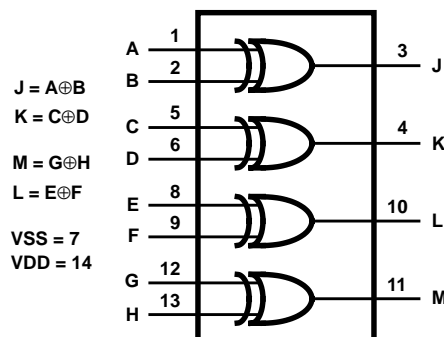 J = A⊕B
K = C⊕D
M = G⊕H
L = E⊕F
VSS = 7
VDD = 14
A 1
B 2
3 J
C 5
D 6
4 K
E 8
F 9
10 L
G 12
H 13
11 M